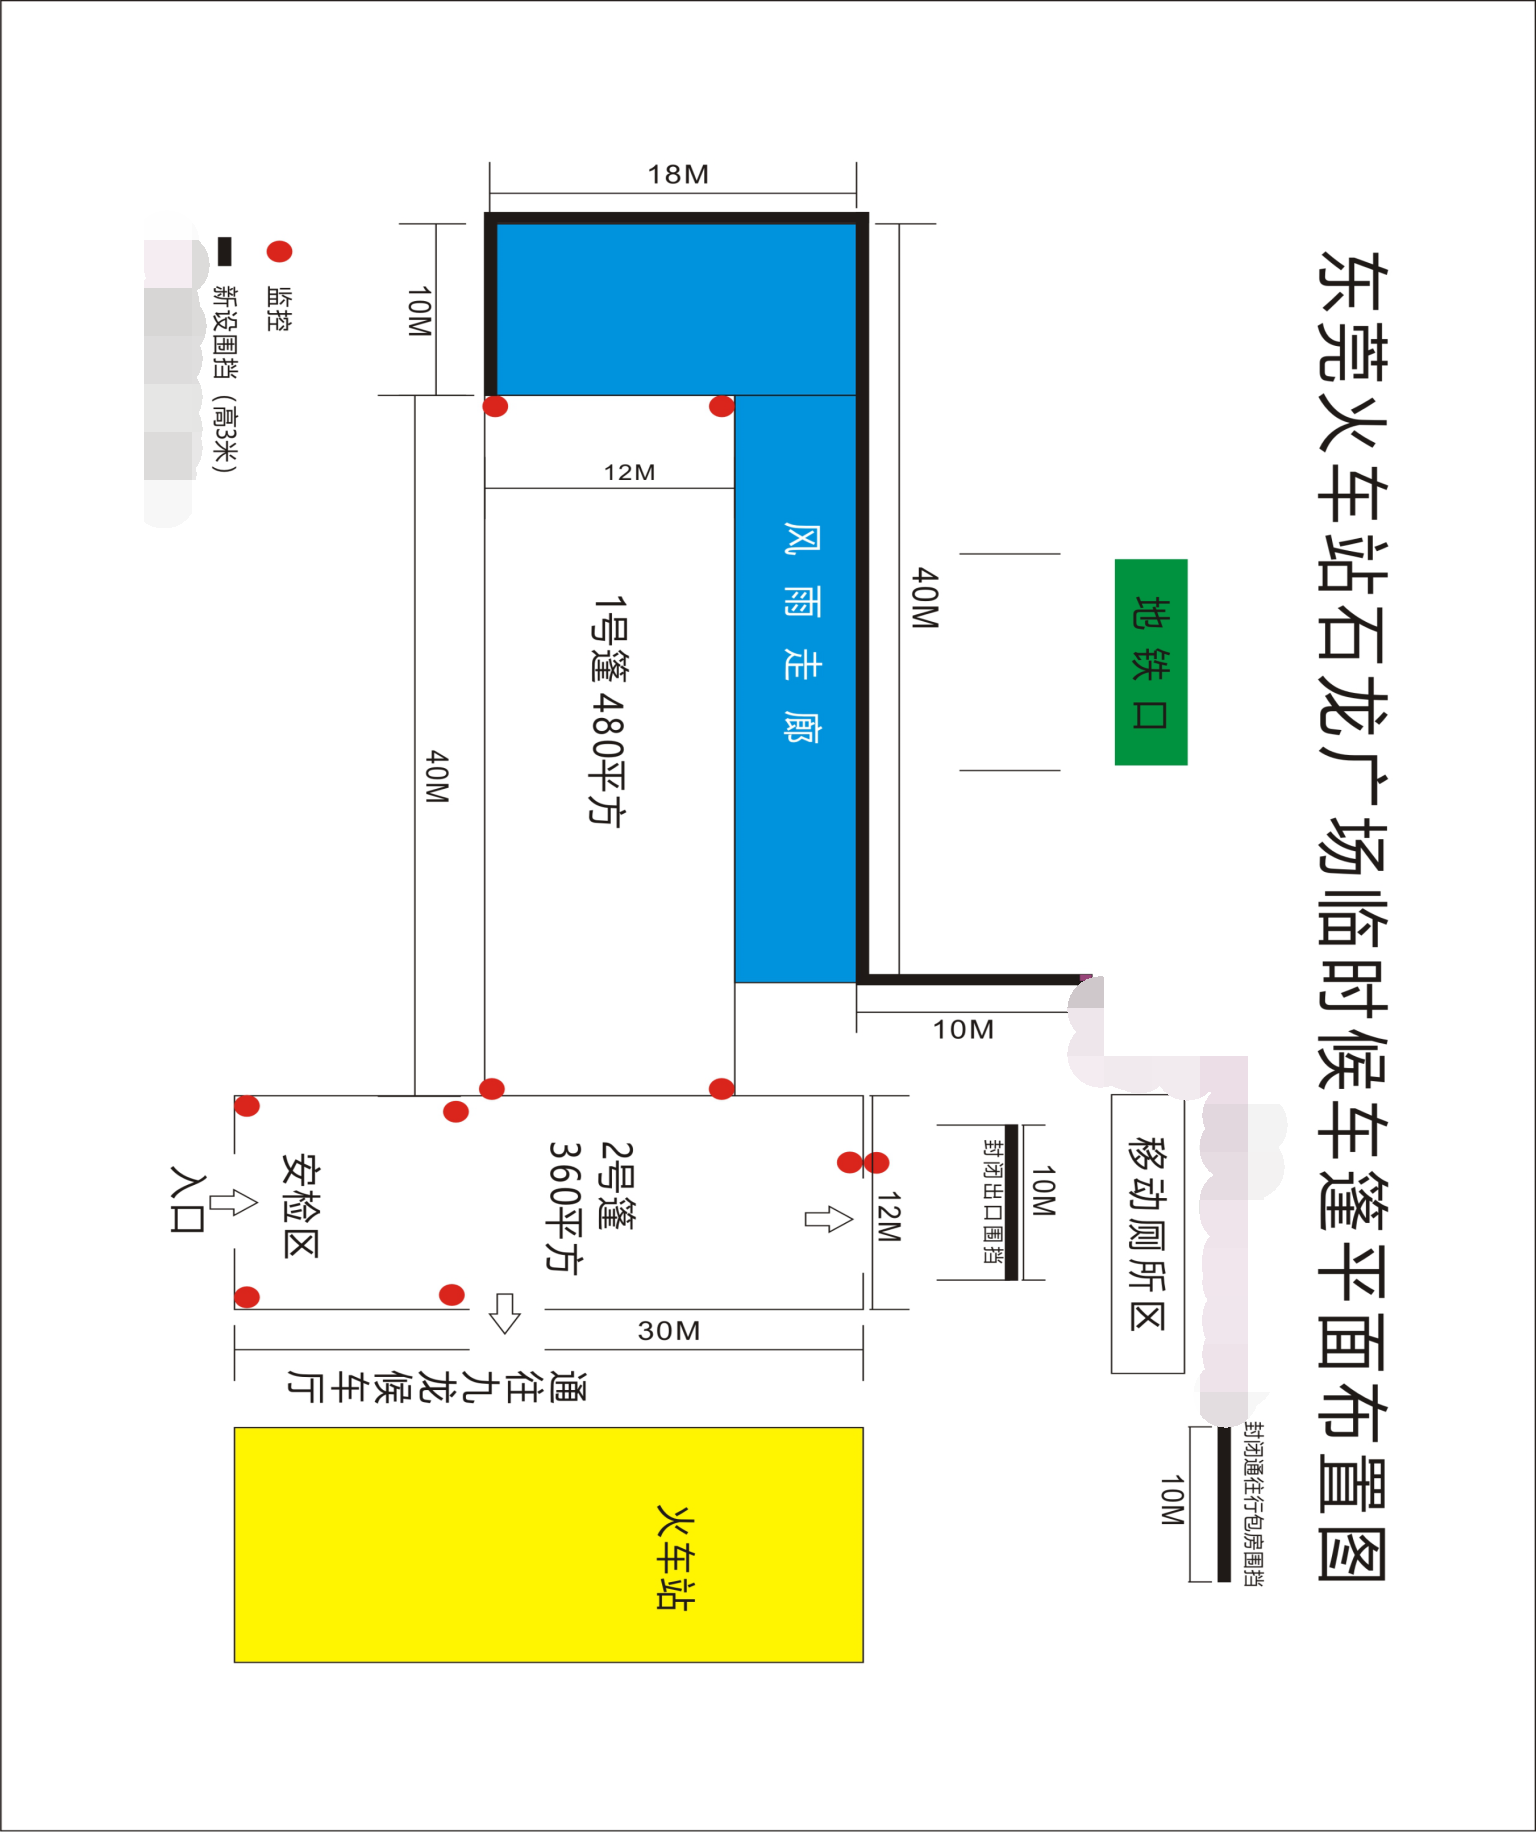 东莞火车站石龙广场临时候车篷平面布置图
封闭通往行包房围挡
10M
地铁口
移动厕所区
10M
封闭出口围挡
10M
40M
12M
18M
风雨走廊
12M
1号篷 480平方
2号篷
360平方
30M
40M
10M
安检区
入口
通往九龙候车厅
火车站
监控
新设围挡（高3米）